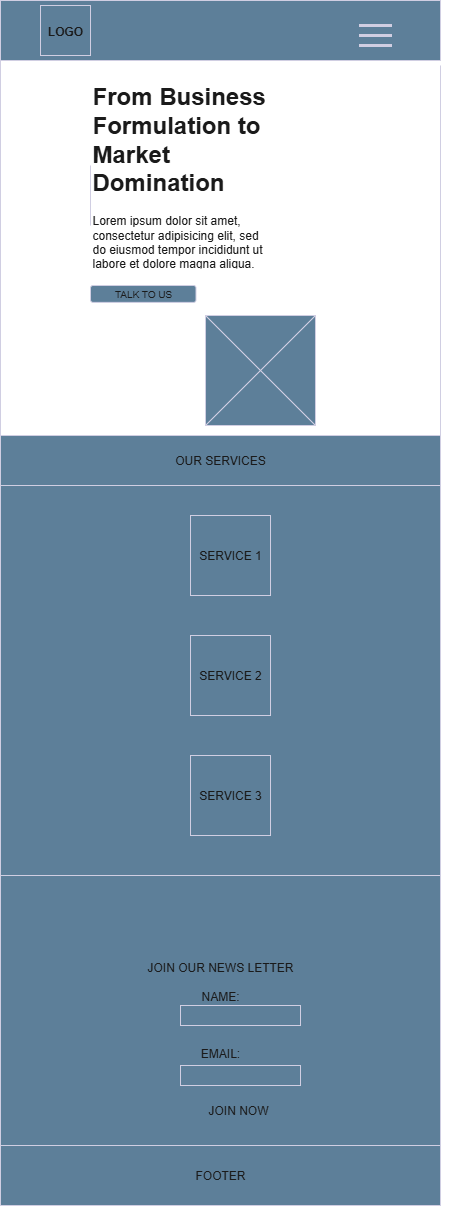 LOGO
From Business
Formulation to
Market
Domination
Lorem ipsum dolor sit amet,
consectetur adipisicing elit, sed
do eiusmod tempor incididunt ut
labore et dolore magna aliqua.
TALK TO US
OUR SERVICES
SERVICE 1
SERVICE 2
SERVICE 3
JOIN OUR NEWS LETTER
NAME:
EMAIL:
JOIN NOW
FOOTER